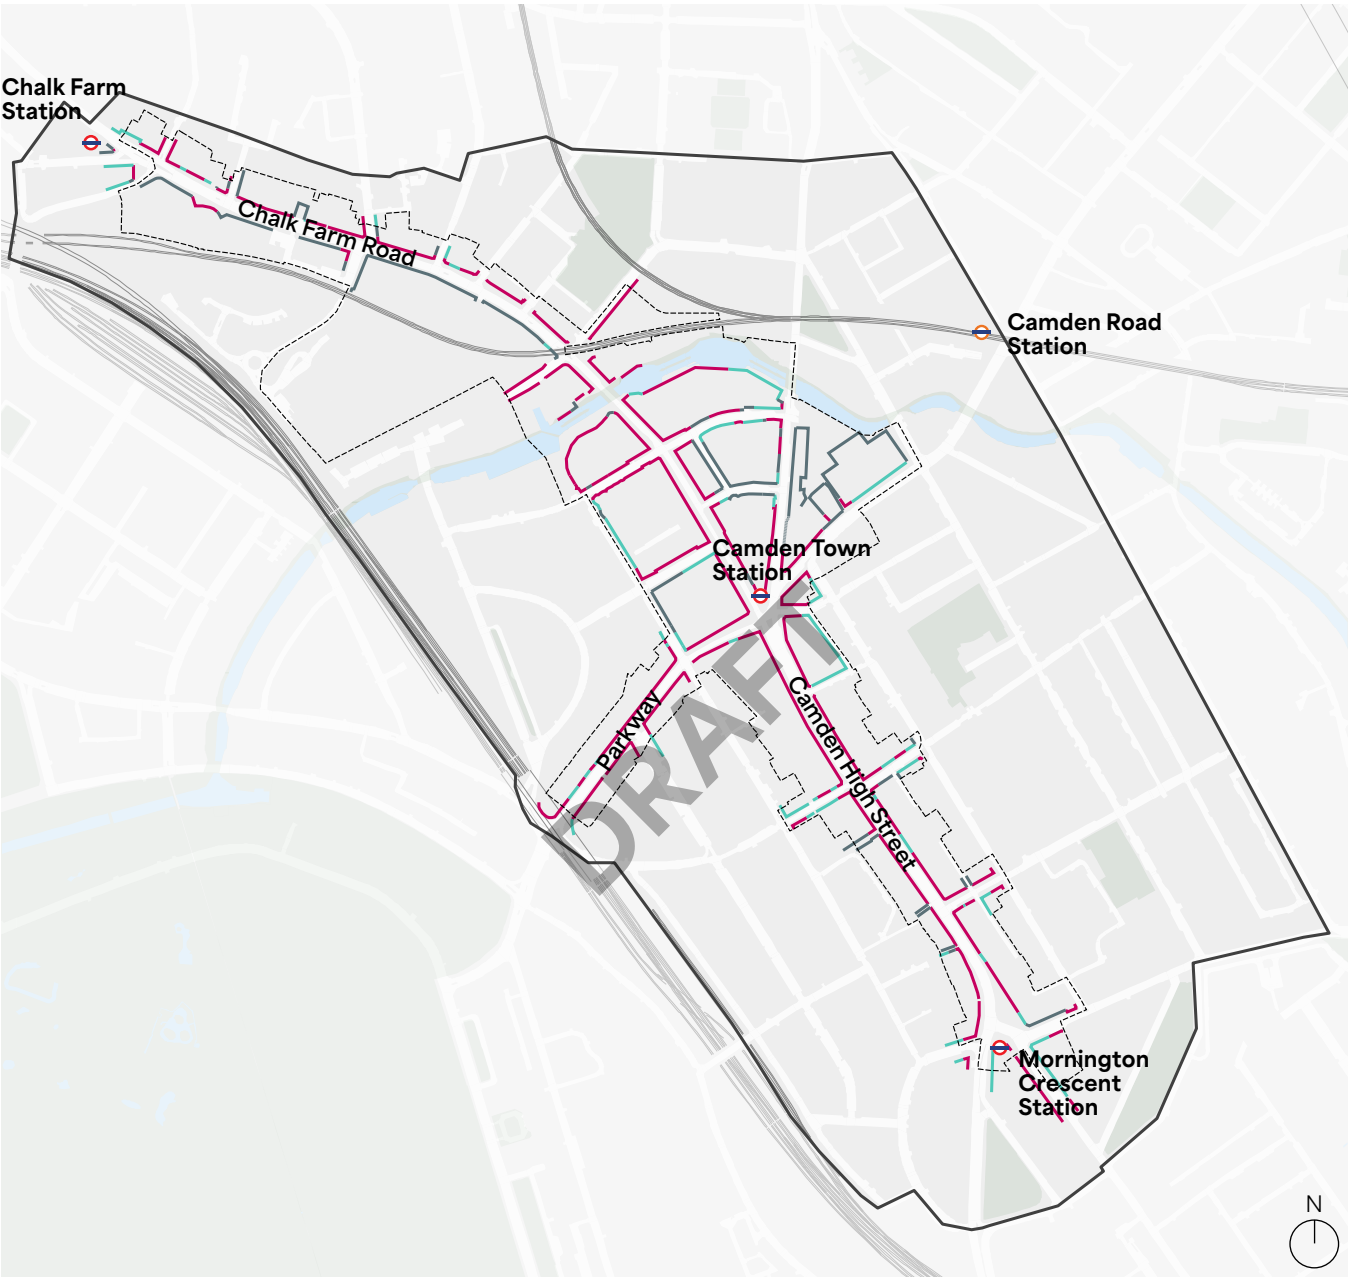 Chalk Farm
Station
Chalk Farm Road
Camden Road
Station
Camden Town
Station
Parkway
Camden High Street
DRAFT
Mornington
Crescent
Station
N